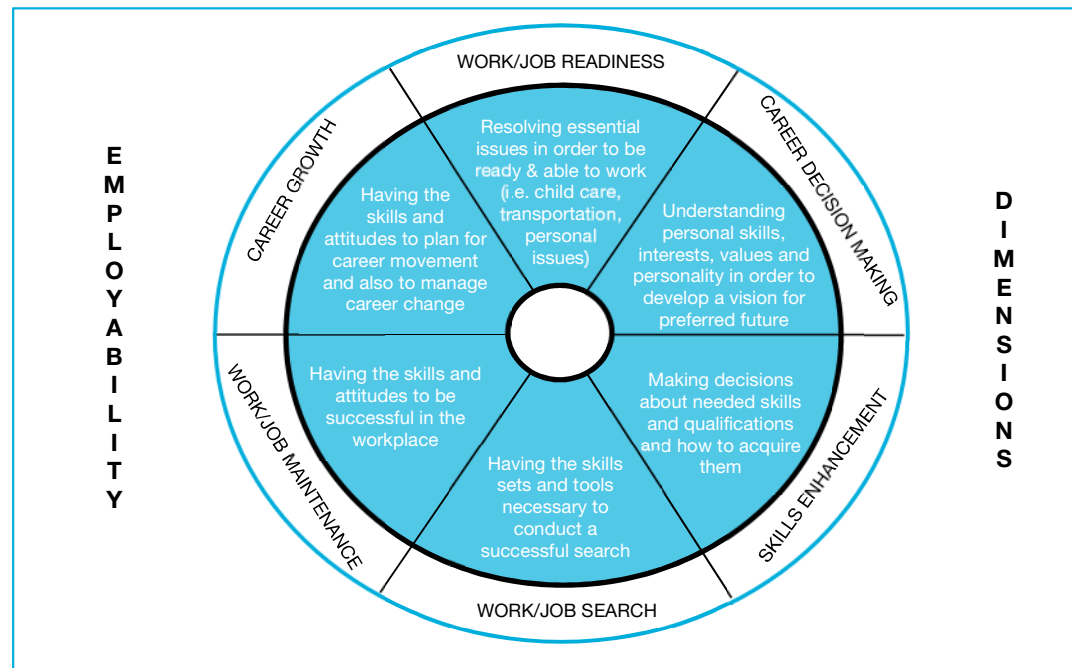 EMPLOYABILITY
WORK/JOB READINESS
Resolving essential
issues in order to be
ready & able to work
(i.e. child care,
transportation,
personal
issues)
CAREER DECISION MAKING
Understanding
personal skills,
interests, values and
personality in order to
develop a vision for
preferred future
SKILLS ENHANCEMENT
Making decisions
about needed skills
and qualifications
and how to acquire
them
WORK/JOB SEARCH
Having the skills
sets and tools
necessary to
conduct a
successful search
WORK/JOB MAINTENANCE
Having the skills and
attitudes to be
successful in the
workplace
CAREER GROWTH
Having the
skills and
attitudes to plan for
career movement
and also to manage
career change
DIMENSIONS